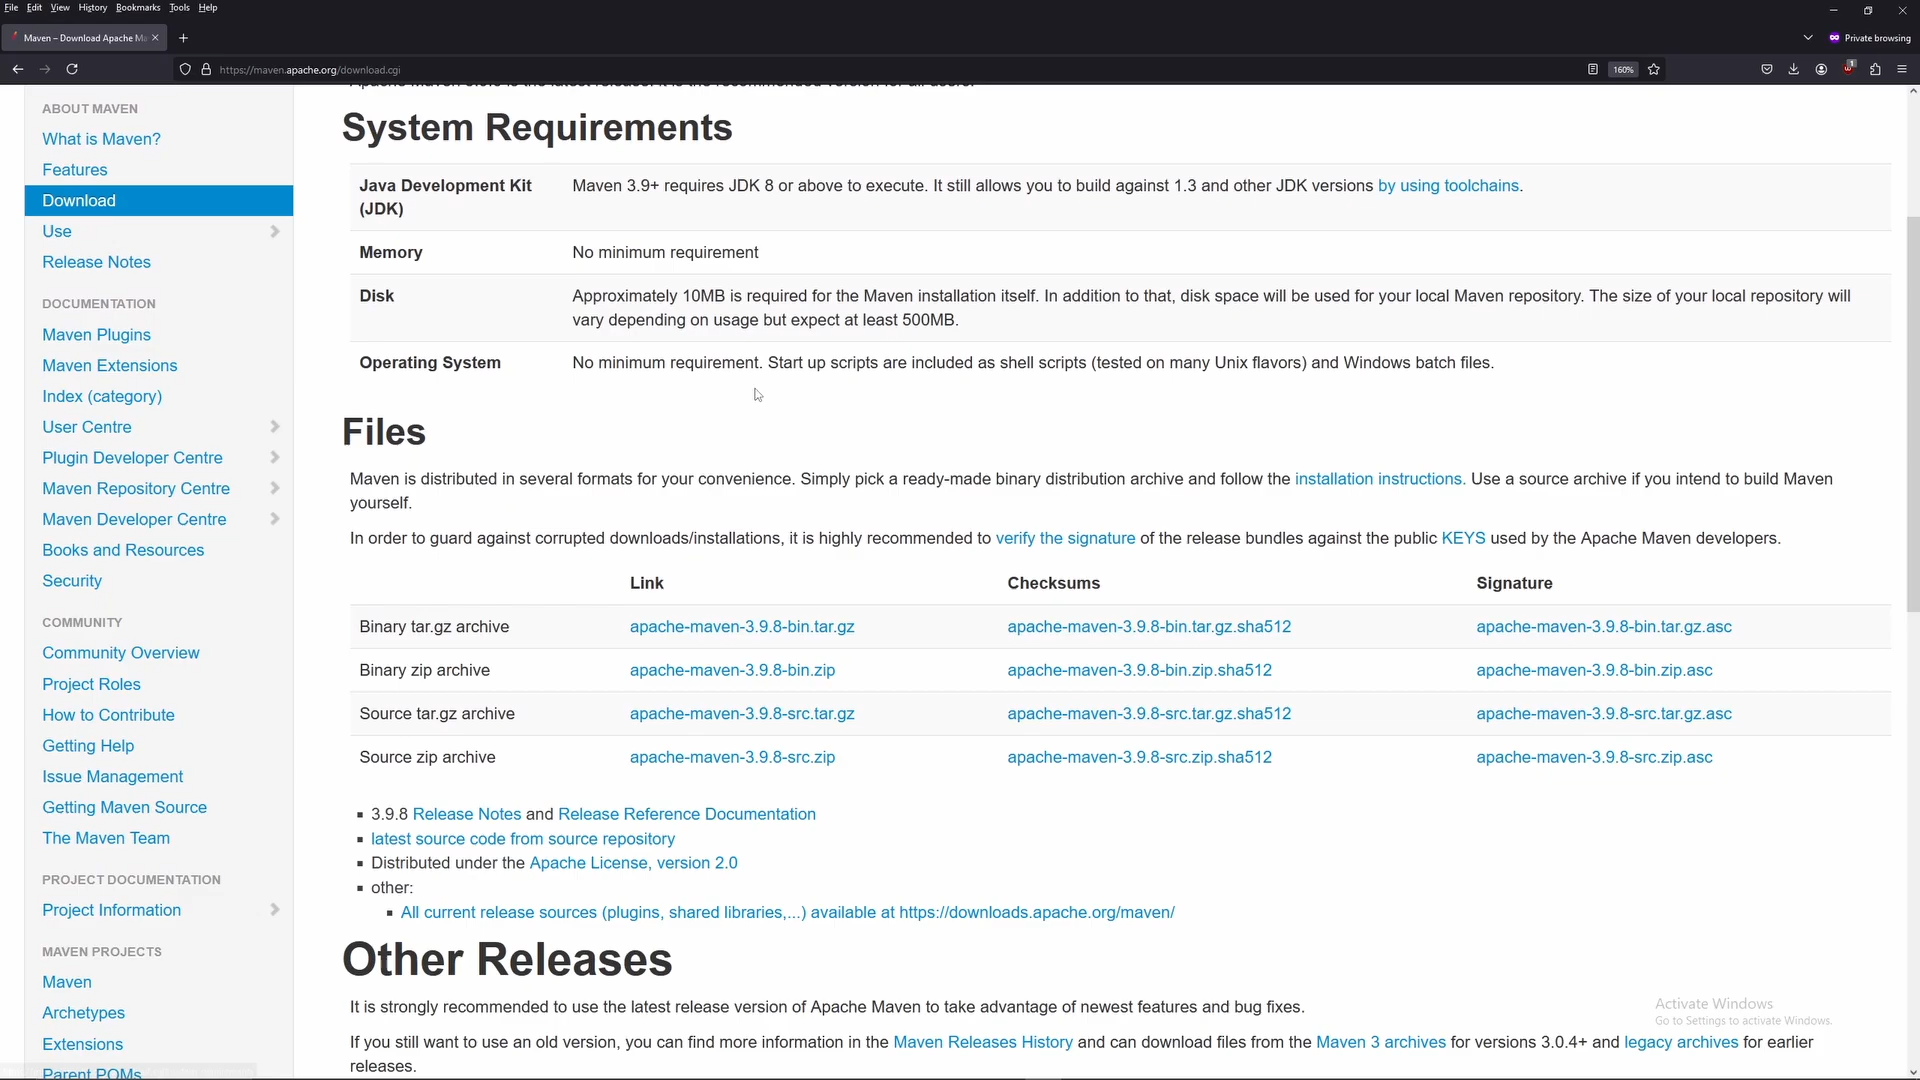 File Edit View History Bookmarks Tools Help
Maven – Download Apache Ma
Private browsing
https://maven.apache.org/download.cgi
160%
1
ABOUT MAVEN
What is Maven?
Features
Download
Use
Release Notes
DOCUMENTATION
Maven Plugins
Maven Extensions
Index (category)
User Centre
Plugin Developer Centre
Maven Repository Centre
Maven Developer Centre
Books and Resources
Security
COMMUNITY
Community Overview
Project Roles
How to Contribute
Getting Help
Issue Management
Getting Maven Source
The Maven Team
PROJECT DOCUMENTATION
Project Information
MAVEN PROJECTS
Maven
Archetypes
Extensions
Parent POMs
System Requirements
Java Development Kit Maven 3.9+ requires JDK 8 or above to execute. It still allows you to build against 1.3 and other JDK versions by using toolchains.
(JDK)
Memory No minimum requirement
Disk Approximately 10MB is required for the Maven installation itself. In addition to that, disk space will be used for your local Maven repository. The size of your local repository will
vary depending on usage but expect at least 500MB.
Operating System No minimum requirement. Start up scripts are included as shell scripts (tested on many Unix flavors) and Windows batch files.
Files
Maven is distributed in several formats for your convenience. Simply pick a ready-made binary distribution archive and follow the installation instructions. Use a source archive if you intend to build Maven
yourself.
In order to guard against corrupted downloads/installations, it is highly recommended to verify the signature of the release bundles against the public KEYS used by the Apache Maven developers.
Link Checksums Signature
Binary tar.gz archive apache-maven-3.9.8-bin.tar.gz apache-maven-3.9.8-bin.tar.gz.sha512 apache-maven-3.9.8-bin.tar.gz.asc
Binary zip archive apache-maven-3.9.8-bin.zip apache-maven-3.9.8-bin.zip.sha512 apache-maven-3.9.8-bin.zip.asc
Source tar.gz archive apache-maven-3.9.8-src.tar.gz apache-maven-3.9.8-src.tar.gz.sha512 apache-maven-3.9.8-src.tar.gz.asc
Source zip archive apache-maven-3.9.8-src.zip apache-maven-3.9.8-src.zip.sha512 apache-maven-3.9.8-src.zip.asc
3.9.8 Release Notes and Release Reference Documentation
latest source code from source repository
Distributed under the Apache License, version 2.0
other:
All current release sources (plugins, shared libraries,...) available at https://downloads.apache.org/maven/
Other Releases
It is strongly recommended to use the latest release version of Apache Maven to take advantage of newest features and bug fixes.
If you still want to use an old version, you can find more information in the Maven Releases History and can download files from the Maven 3 archives for versions 3.0.4+ and legacy archives for earlier
releases.
Activate Windows
Go to Settings to activate Windows.